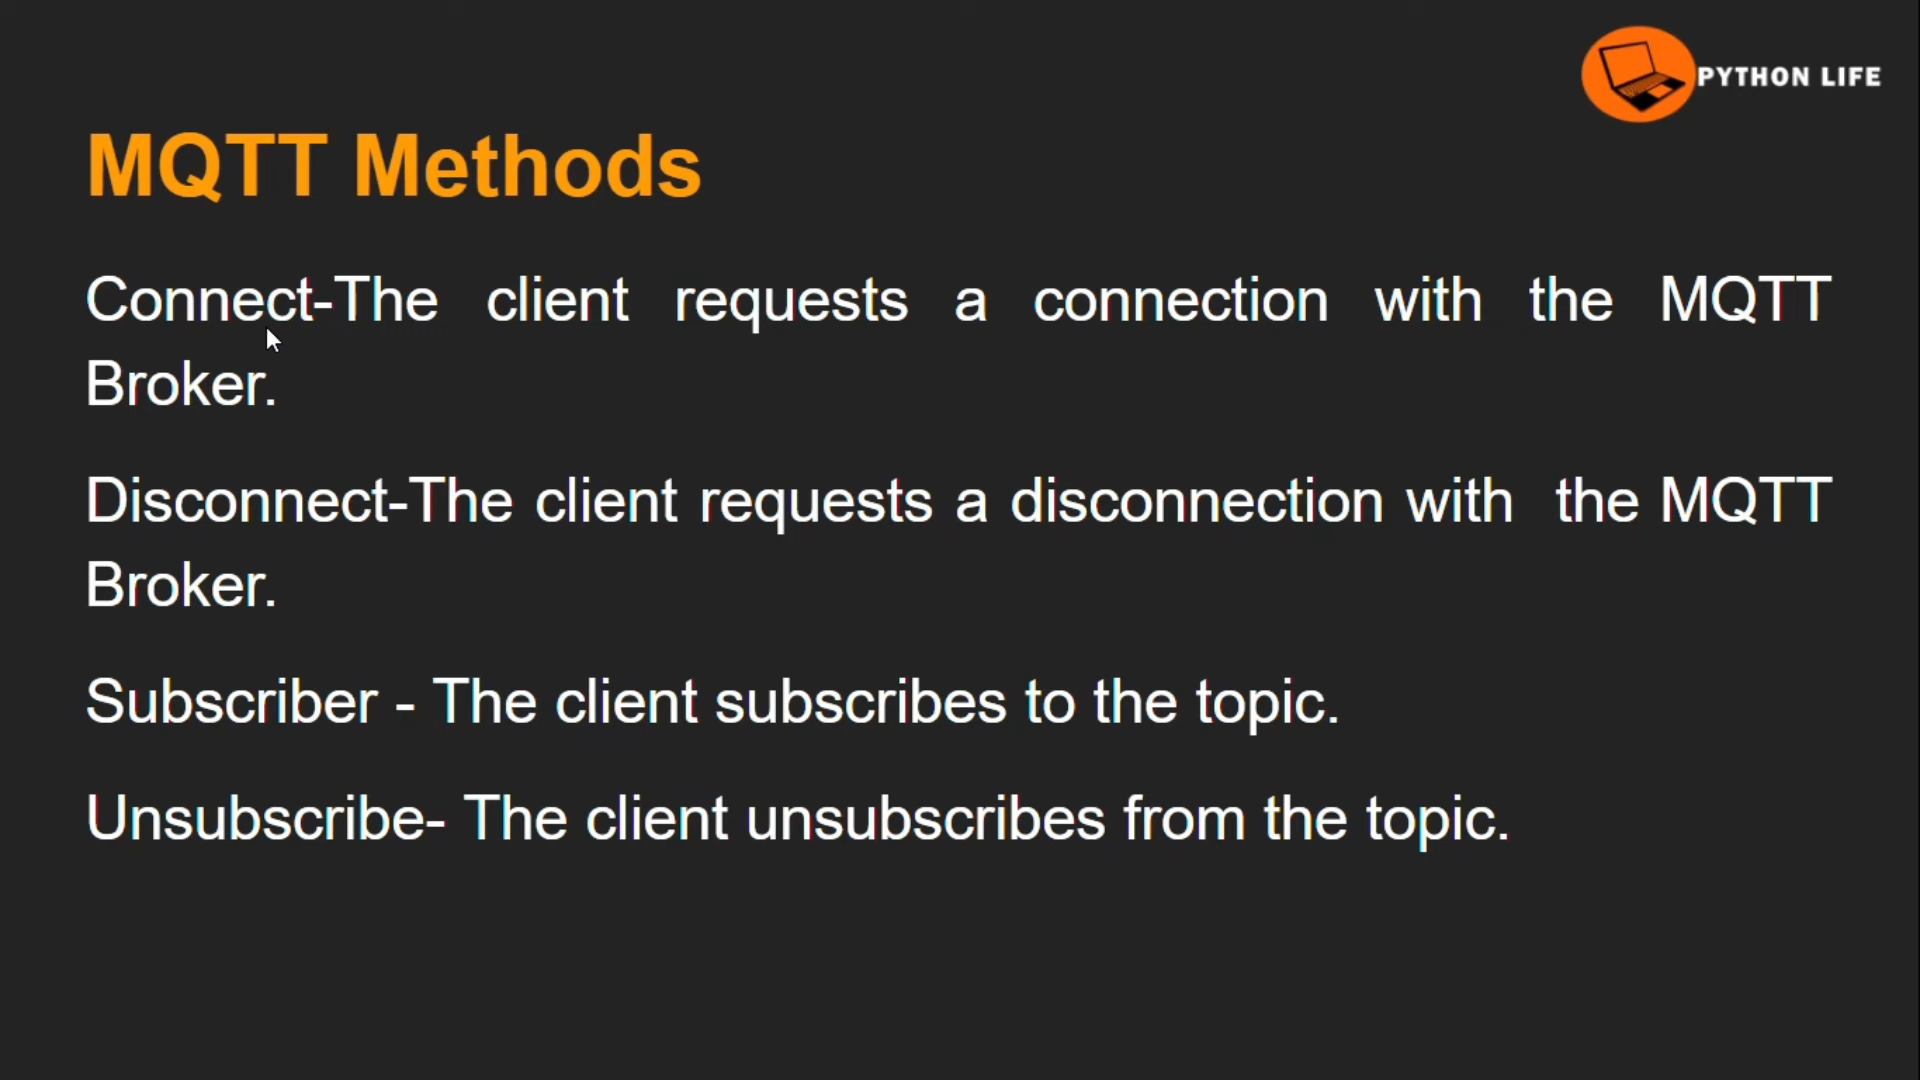 PYTHON LIFE
MQTT Methods
Connect-The client requests a connection with the MQTT
Broker.
Disconnect-The client requests a disconnection with the MQTT
Broker.
Subscriber - The client subscribes to the topic.
Unsubscribe- The client unsubscribes from the topic.